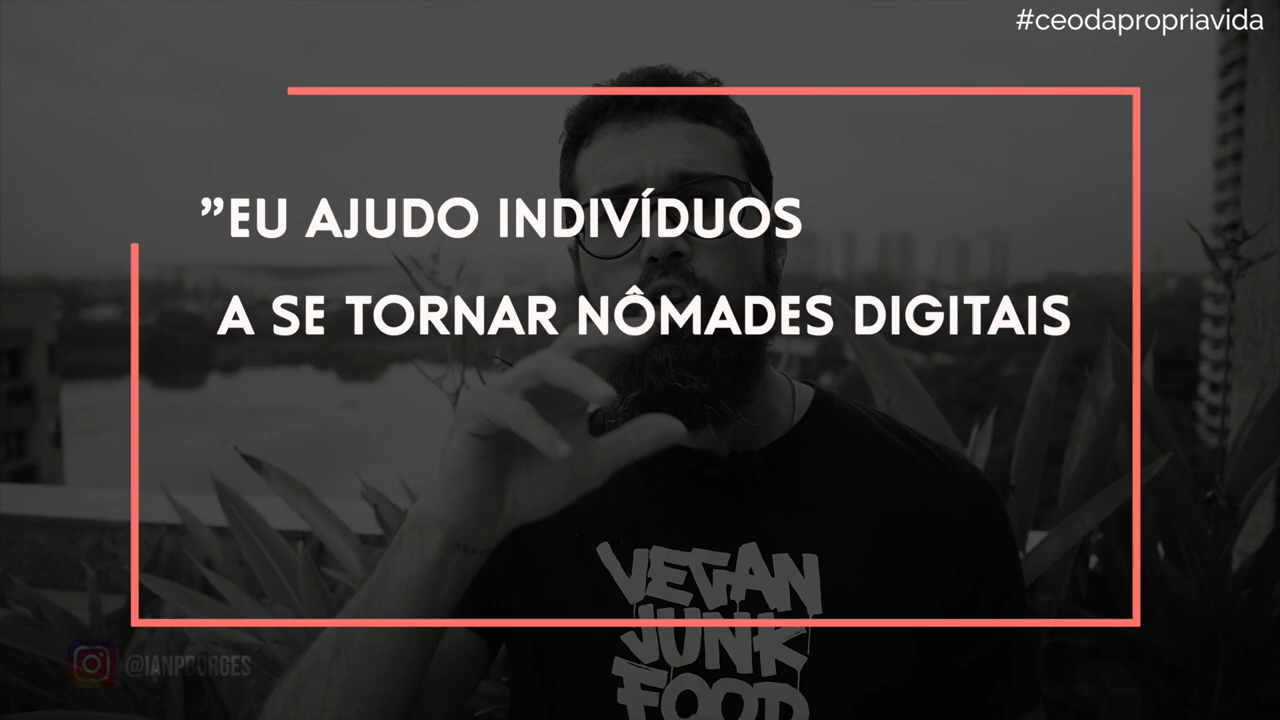 #ceodapropriavida
”EU AJUDO INDIVÍDUOS
A SE TORNAR NÔMADES DIGITAIS
VEGAN
JUNK
FOOD
@IANPBORGES